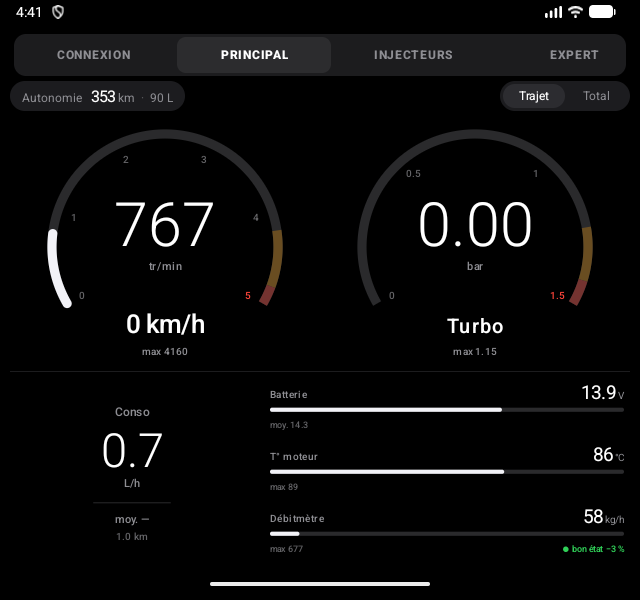 4:41
CONNEXION PRINCIPAL INJECTEURS EXPERT
Autonomie 353 km · 90 L
Trajet Total
0 1 2 3 4 5
767
tr/min
0 km/h
max 4160
0 0.5 1 1.5
0.00
bar
Turbo
max 1.15
Conso
0.7
L/h
moy. —
1.0 km
Batterie 13.9 V
moy. 14.3
T° moteur 86 °C
max 89
Débitmètre 58 kg/h
max 677 ● bon état −3 %